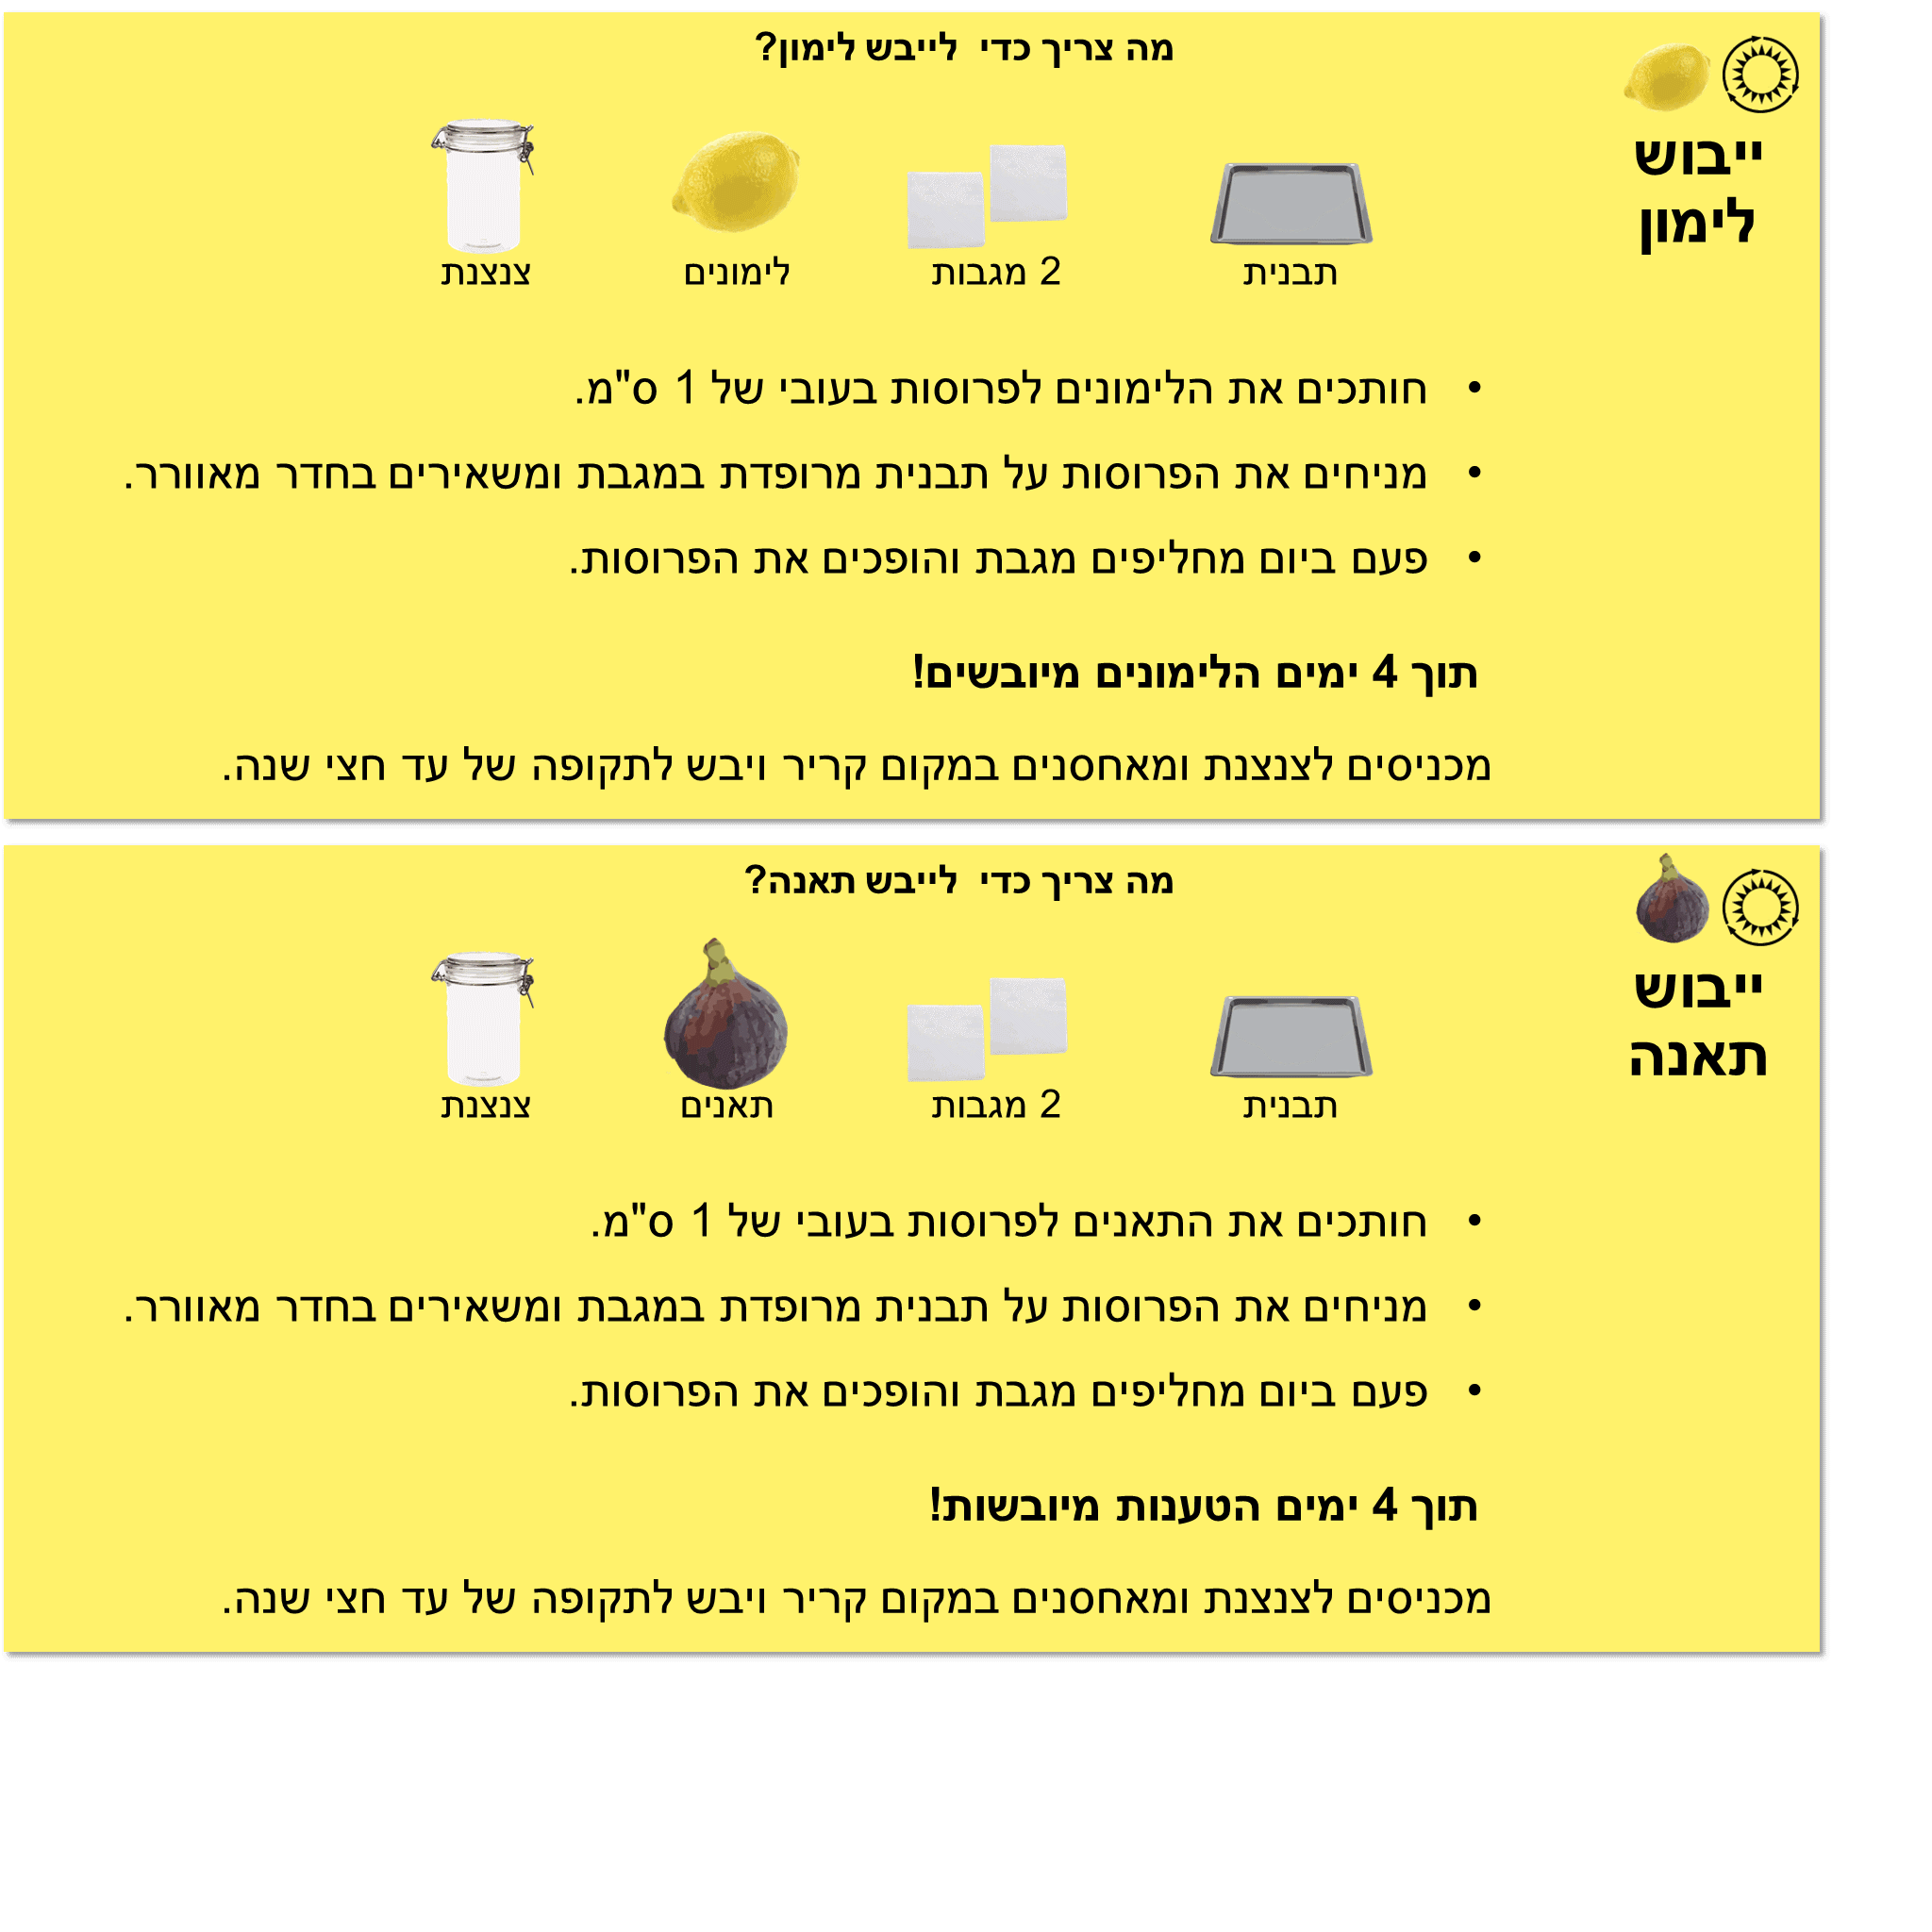 ייבוש
לימון
מה צריך כדי  לייבש לימון?
תבנית
2 מגבות
לימונים
צנצנת
• חותכים את הלימונים לפרוסות בעובי של 1 ס"מ.
• מניחים את הפרוסות על תבנית מרופדת במגבת ומשאירים בחדר מאוורר.
• פעם ביום מחליפים מגבת והופכים את הפרוסות.
תוך 4 ימים הלימונים מיובשים!
מכניסים לצנצנת ומאחסנים במקום קריר ויבש לתקופה של עד חצי שנה.
ייבוש
תאנה
מה צריך כדי  לייבש תאנה?
תבנית
2 מגבות
תאנים
צנצנת
• חותכים את התאנים לפרוסות בעובי של 1 ס"מ.
• מניחים את הפרוסות על תבנית מרופדת במגבת ומשאירים בחדר מאוורר.
• פעם ביום מחליפים מגבת והופכים את הפרוסות.
תוך 4 ימים הטענות מיובשות!
מכניסים לצנצנת ומאחסנים במקום קריר ויבש לתקופה של עד חצי שנה.